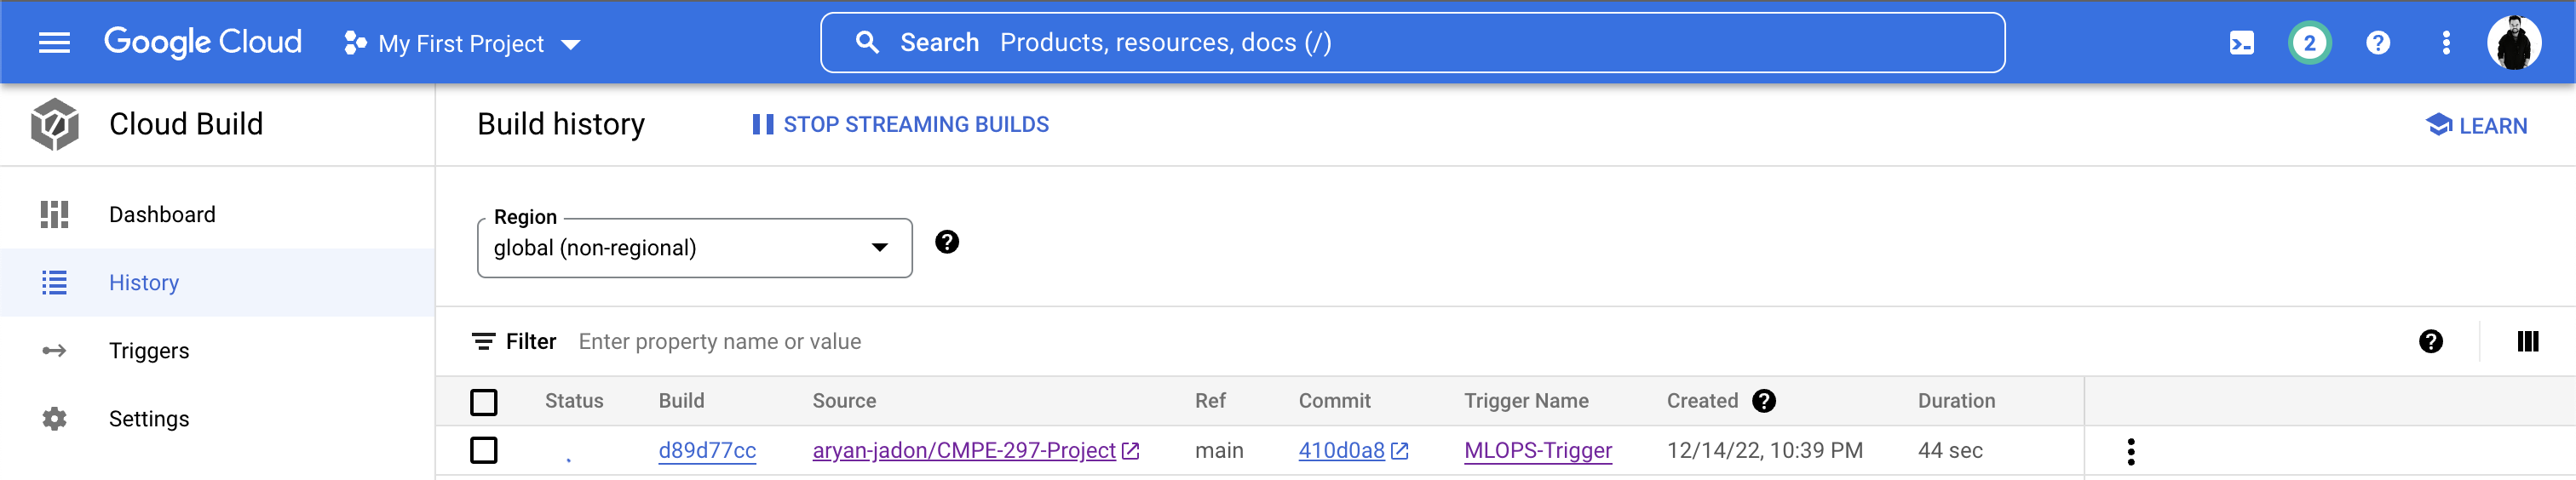 Google Cloud My First Project Search Products, resources, docs (/) 2
Cloud Build
Build history STOP STREAMING BUILDS LEARN
Dashboard
History
Triggers
Settings
Region
global (non-regional)
Filter Enter property name or value
Status Build Source Ref Commit Trigger Name Created Duration
d89d77cc aryan-jadon/CMPE-297-Project main 410d0a8 MLOPS-Trigger 12/14/22, 10:39 PM 44 sec